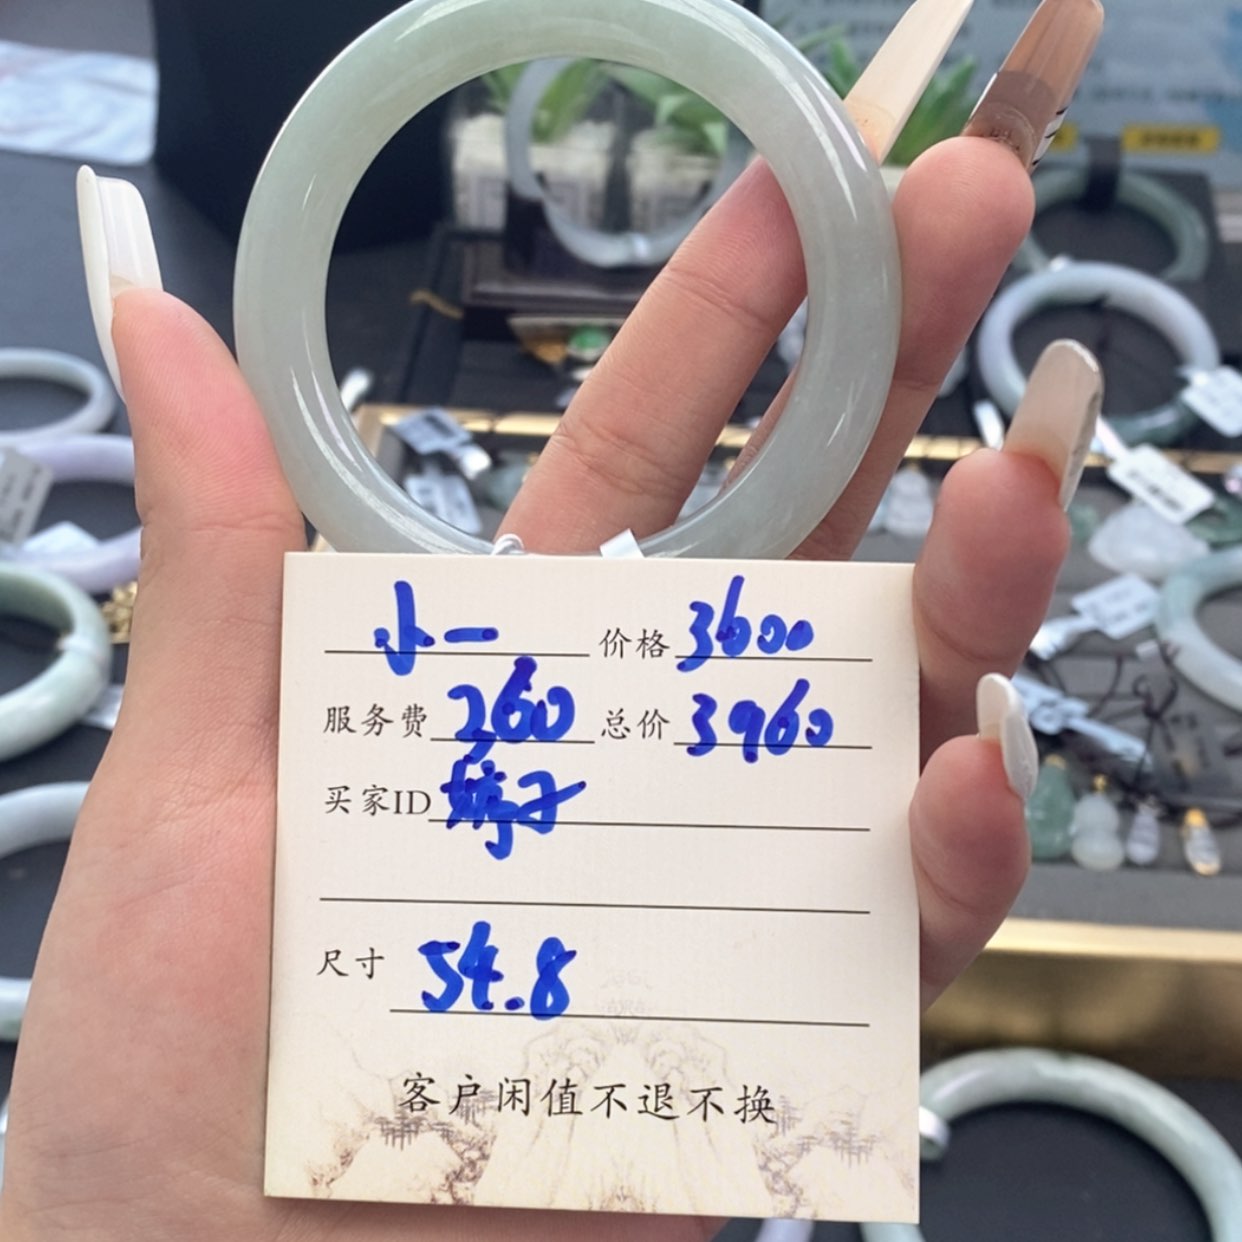 小一 价格 3600
服务费 360 总价 3960
买家ID 婷子
尺寸 54.8
客户闲值不退不换